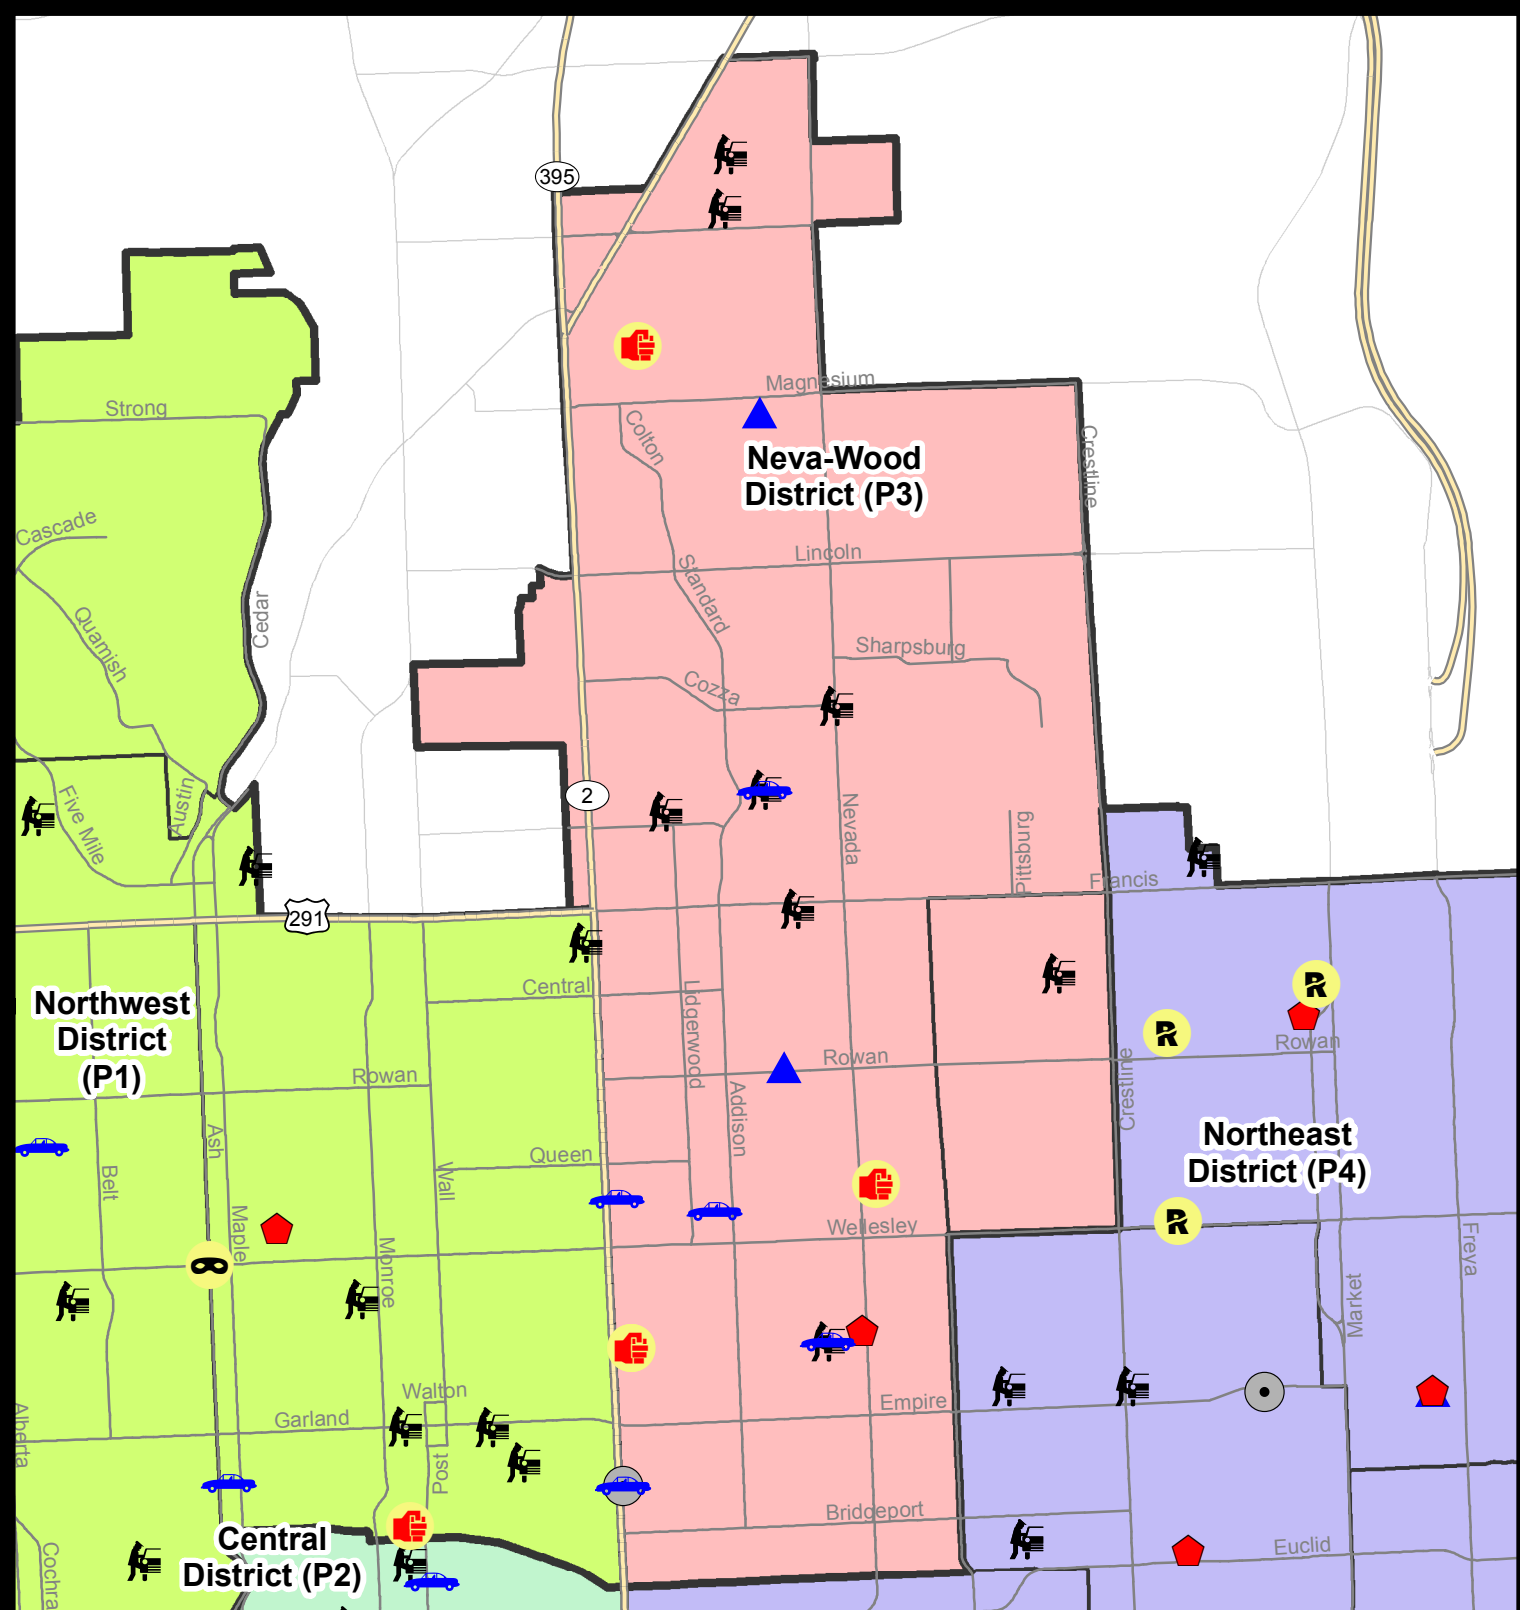 395
Strong
Magnesium
Colton
Neva-Wood
District (P3)
Crestline
Cascade
Lincoln
Standard
Quamish
Cedar
Sharpsburg
Cozza
2
Five Mile
Austin
Nevada
Pittsburg
Francis
291
Central
Lidgerwood
Northwest
District
(P1)
Rowan
Rowan
Rowan
Crestline
Addison
Ash
Belt
Queen
Wall
Northeast
District (P4)
Maple
Monroe
Wellesley
Freya
Market
Walton
Garland
Empire
Alberta
Post
Bridgeport
Central
District (P2)
Euclid
Cochra
R
R
R